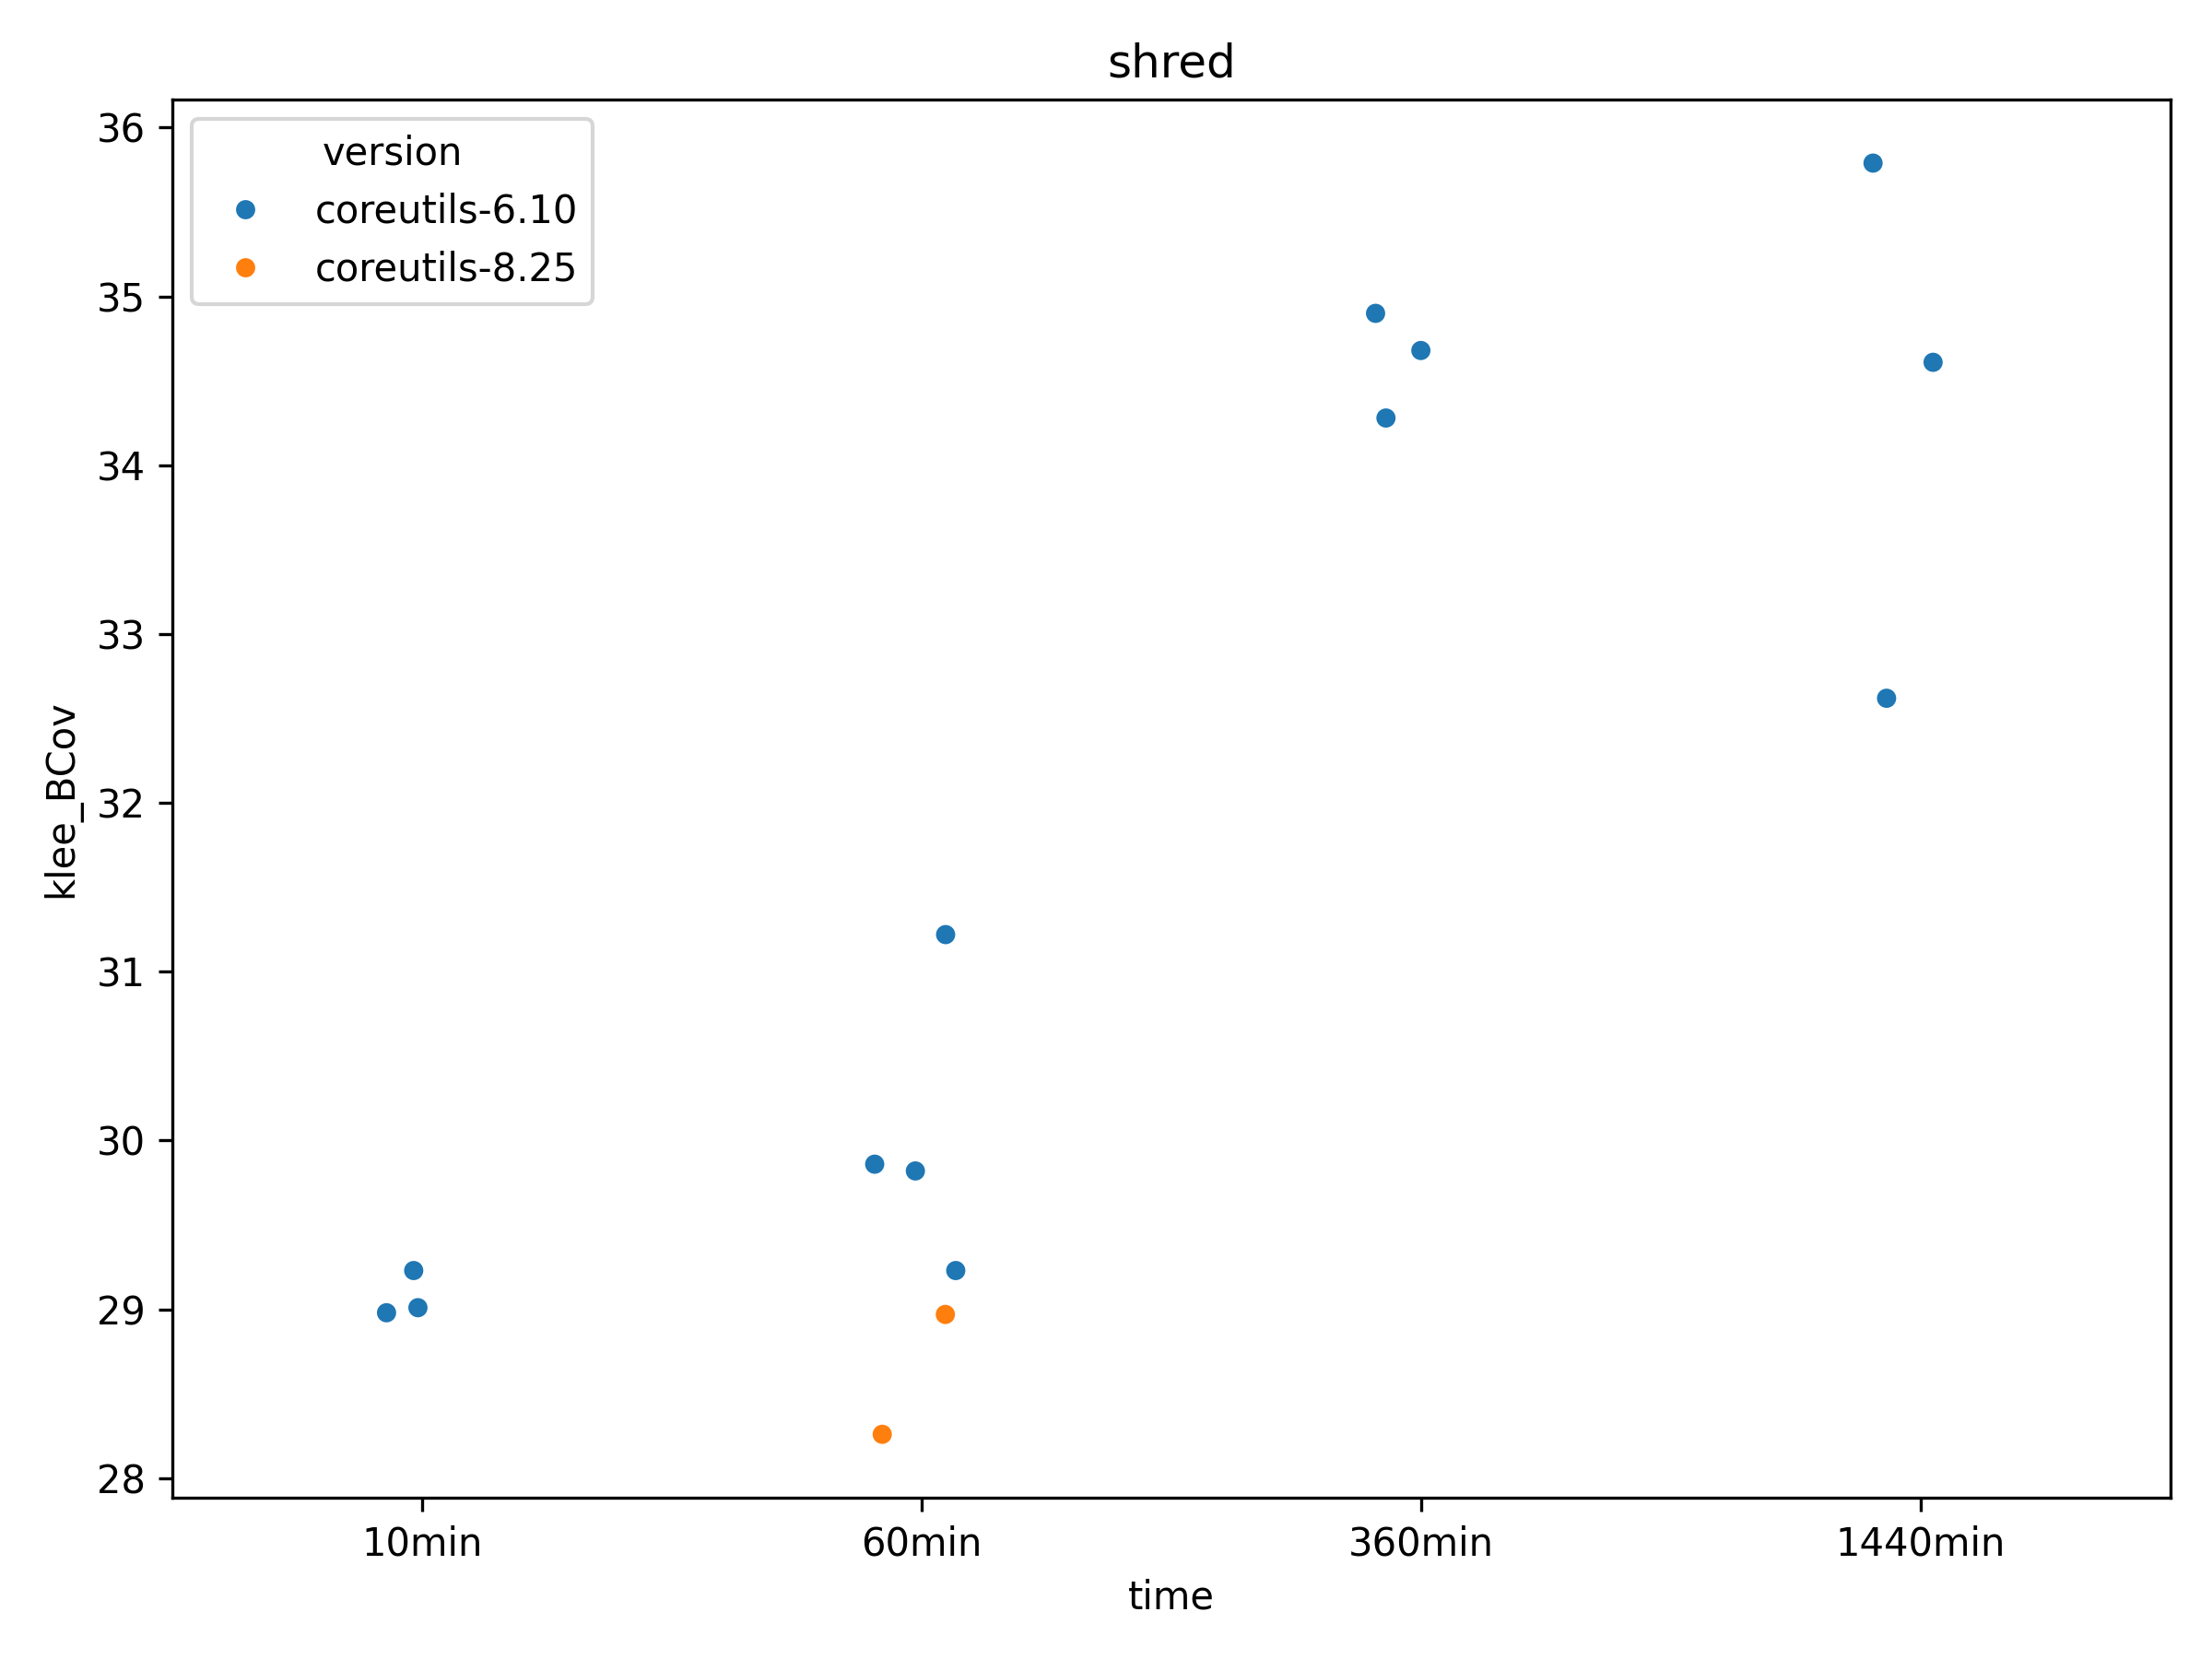 shred
version
coreutils-6.10
coreutils-8.25
36
35
34
33
32
31
30
29
28
klee_BCov
10min
60min
360min
1440min
time